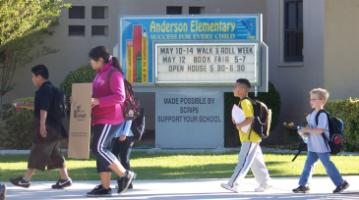 Anderson Elementary
SUCCESS FOR EVERY CHILD
MAY 10-14 WALK & ROLL WEEK
MAY 12 BOOK FAIR 5-7
OPEN HOUSE 5:30 6:30
MADE POSSIBLE BY
SCRIPS
SUPPORT YOUR SCHOOL